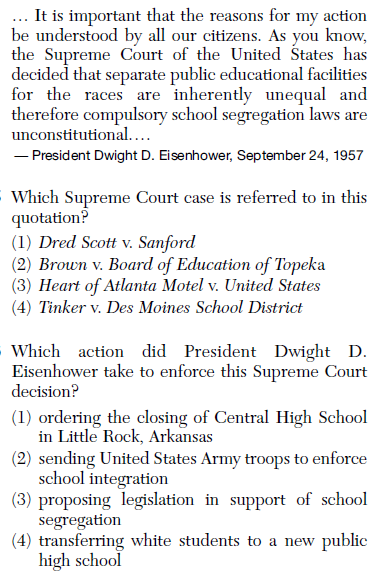 … It is important that the reasons for my action
be understood by all our citizens. As you know,
the Supreme Court of the United States has
decided that separate public educational facilities
for the races are inherently unequal and
therefore compulsory school segregation laws are
unconstitutional.…
— President Dwight D. Eisenhower, September 24, 1957
Which Supreme Court case is referred to in this
quotation?
(1) Dred Scott v. Sanford
(2) Brown v. Board of Education of Topeka
(3) Heart of Atlanta Motel v. United States
(4) Tinker v. Des Moines School District
Which action did President Dwight D.
Eisenhower take to enforce this Supreme Court
decision?
(1) ordering the closing of Central High School
in Little Rock, Arkansas
(2) sending United States Army troops to enforce
school integration
(3) proposing legislation in support of school
segregation
(4) transferring white students to a new public
high school